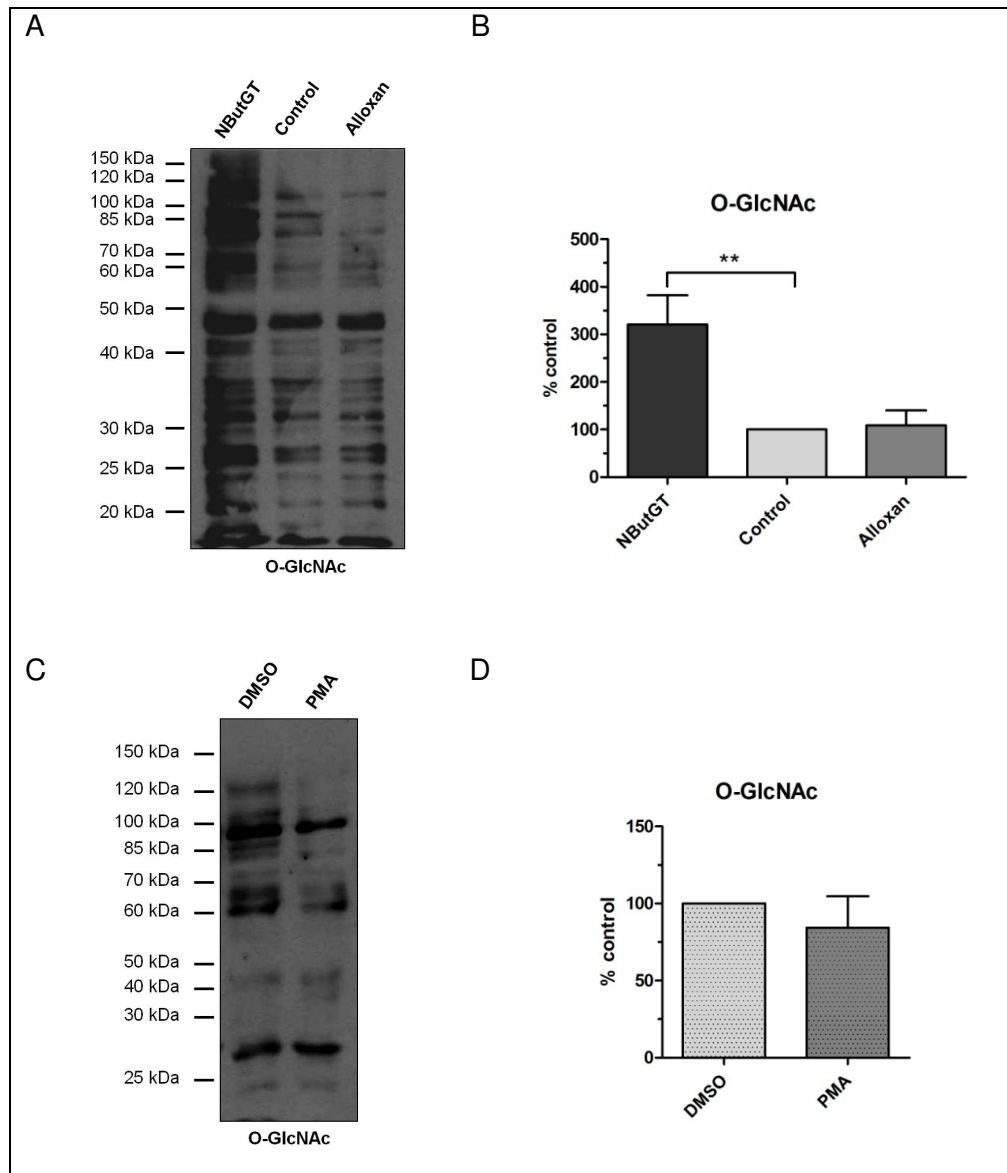 A
NButGT Control Alloxan
150 kDa
120 kDa
100 kDa
85 kDa
70 kDa
60 kDa
50 kDa
40 kDa
30 kDa
25 kDa
20 kDa
O-GlcNAc
B
O-GlcNAc
**
% control
500
400
300
200
100
0
NButGT Control Alloxan
C
DMSO PMA
150 kDa
120 kDa
100 kDa
85 kDa
70 kDa
60 kDa
50 kDa
40 kDa
30 kDa
25 kDa
O-GlcNAc
D
O-GlcNAc
% control
150
100
50
0
DMSO PMA